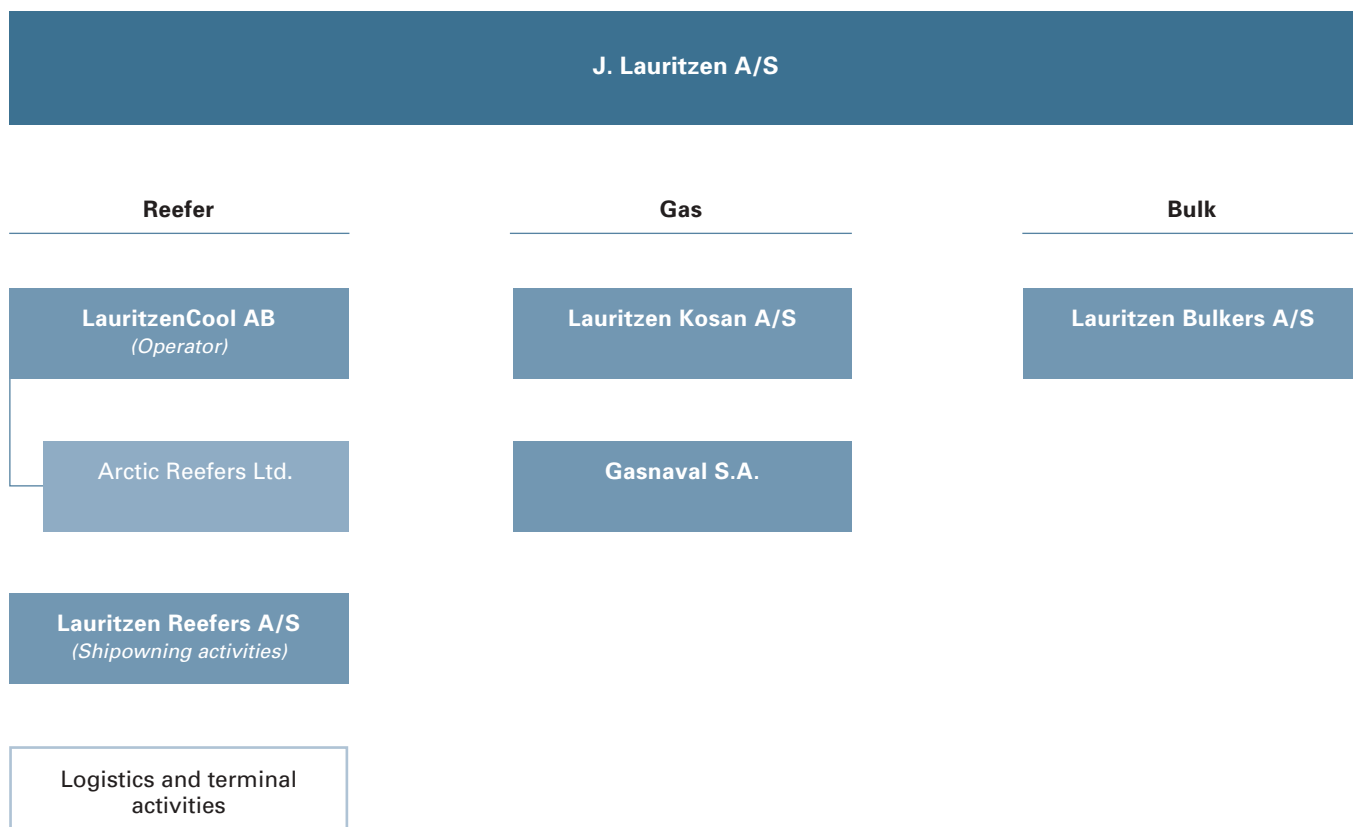 J. Lauritzen A/S
Reefer
Gas
Bulk
LauritzenCool AB
(Operator)
Lauritzen Kosan A/S
Lauritzen Bulkers A/S
Arctic Reefers Ltd.
Gasnaval S.A.
Lauritzen Reefers A/S
(Shipowning activities)
Logistics and terminal
activities